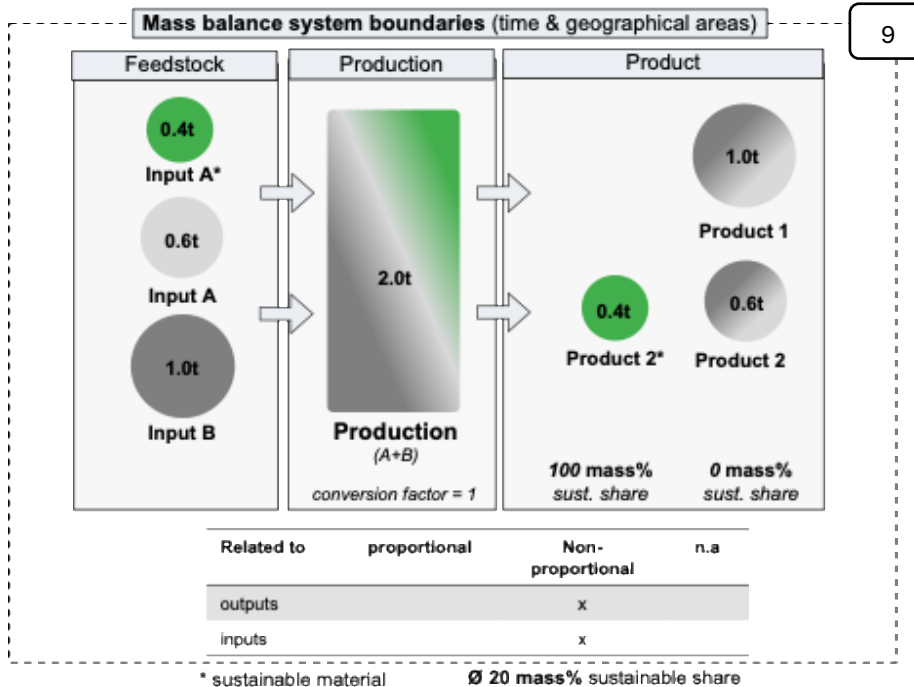 Mass balance system boundaries (time & geographical areas)
9
Feedstock
Production
Product
0.4t
Input A*
0.6t
Input A
1.0t
Input B
2.0t
Production
(A+B)
conversion factor = 1
1.0t
Product 1
0.4t
Product 2*
0.6t
Product 2
100 mass% 0 mass%
sust. share sust. share
Related to proportional Non- n.a
proportional
outputs x
inputs x
* sustainable material Ø 20 mass% sustainable share